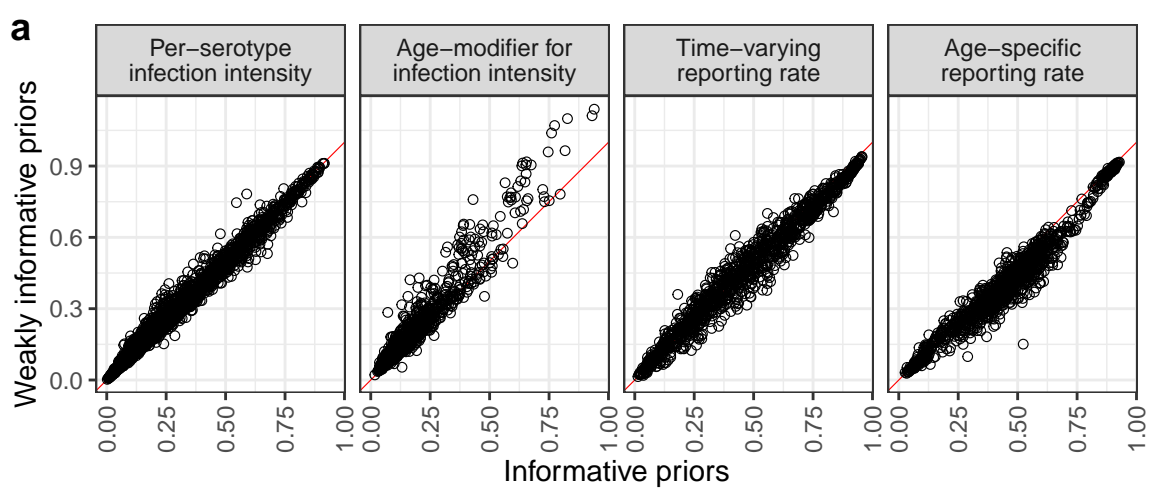 a
Per−serotype
infection intensity
Age−modifier for
infection intensity
Time−varying
reporting rate
Age−specific
reporting rate
Weakly informative priors
0.9
0.6
0.3
0.0
0.00
0.25
0.50
0.75
1.00
0.00
0.25
0.50
0.75
1.00
0.00
0.25
0.50
0.75
1.00
0.00
0.25
0.50
0.75
1.00
Informative priors